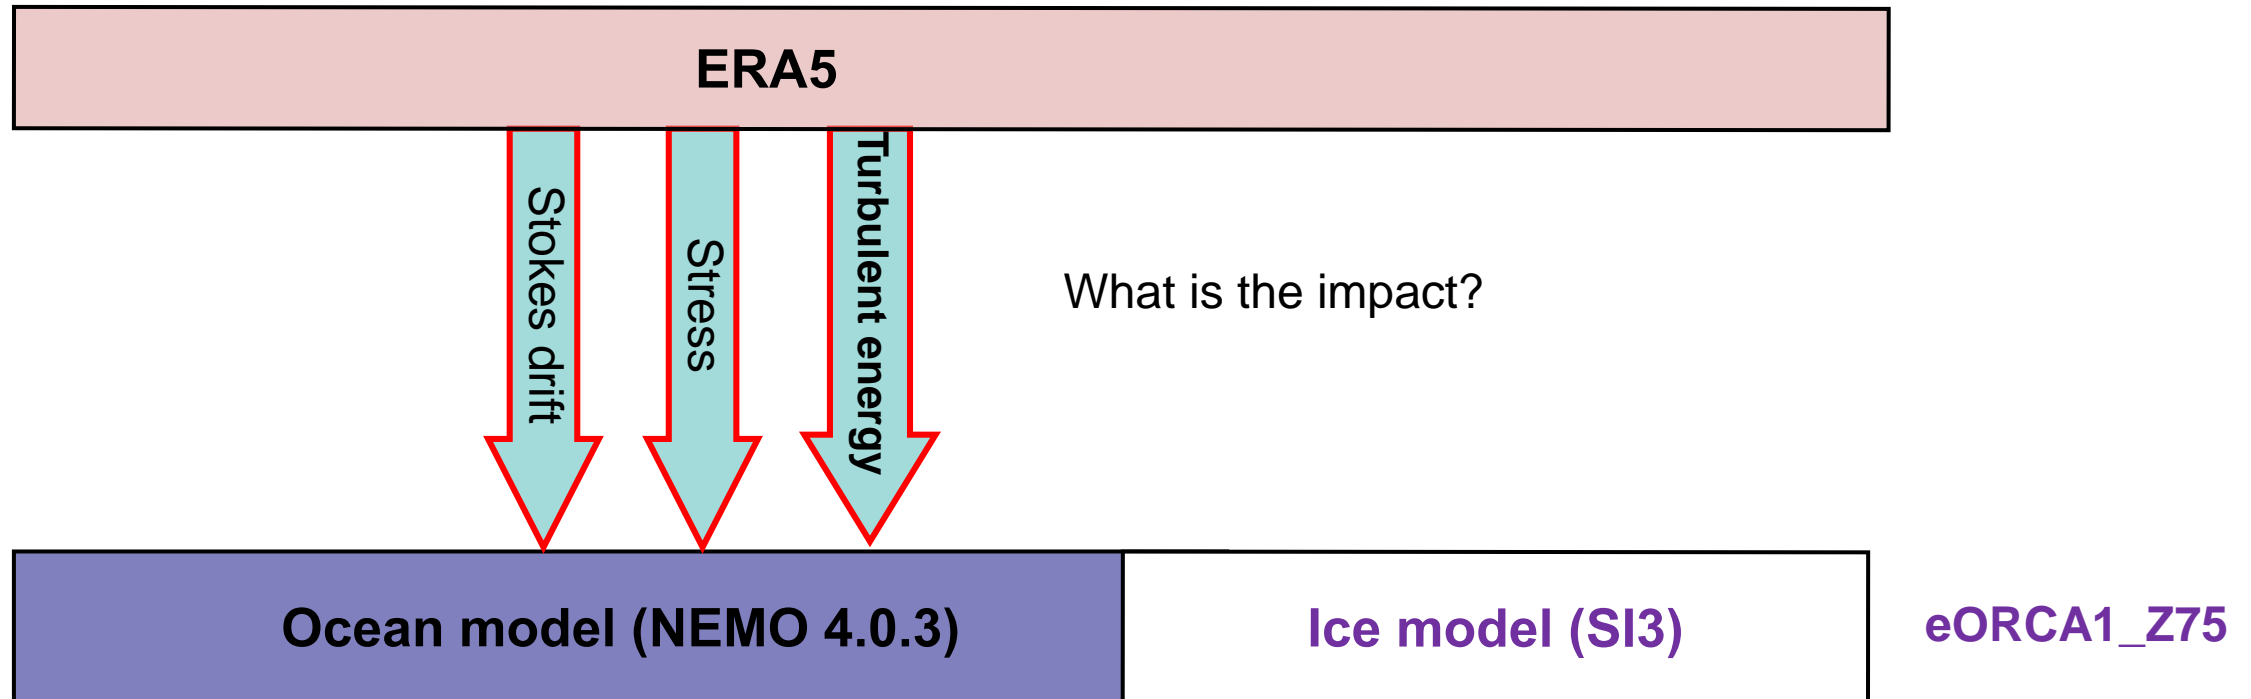 ERA5
Stokes drift
Stress
Turbulent energy
What is the impact?
Ocean model (NEMO 4.0.3)
Ice model (SI3)
eORCA1_Z75